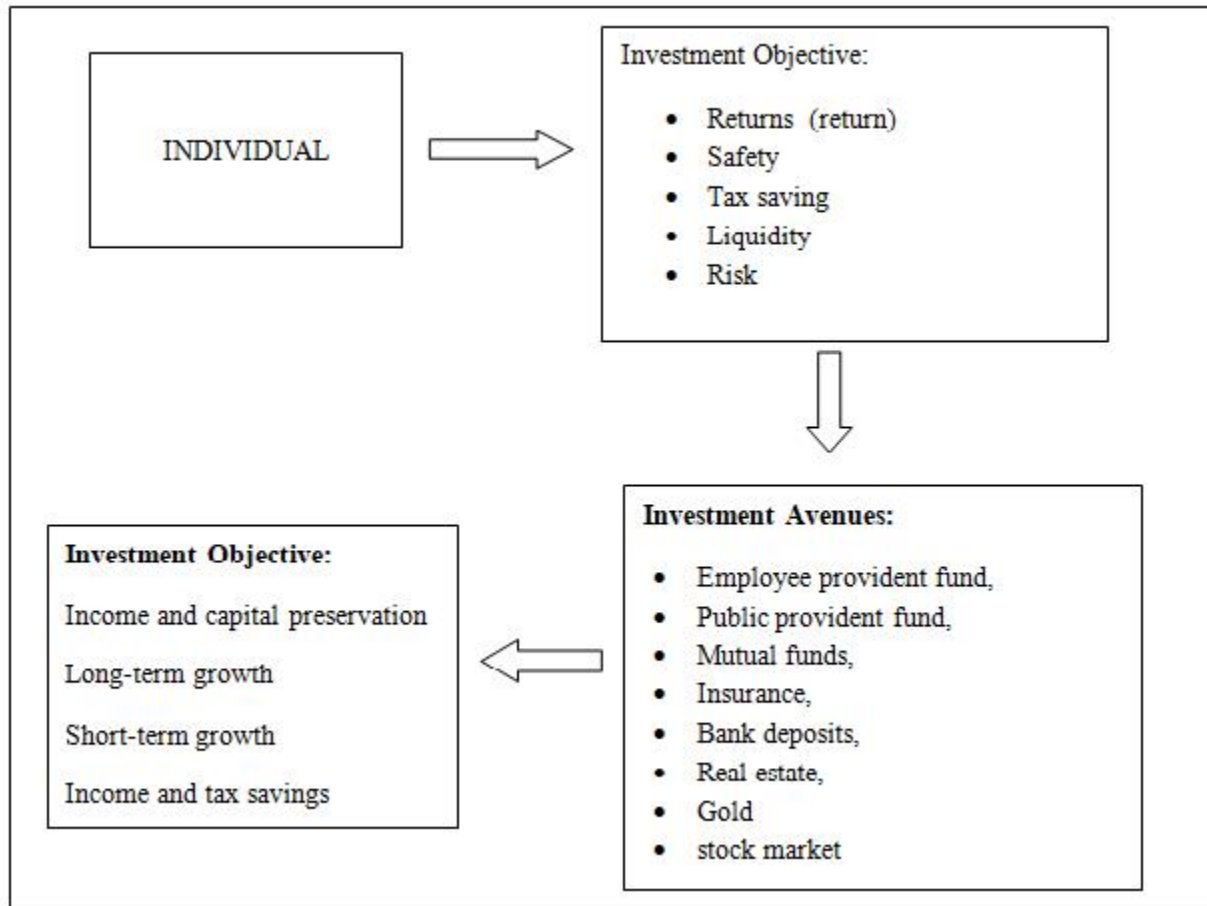 INDIVIDUAL
Investment Objective:
• Returns (return)
• Safety
• Tax saving
• Liquidity
• Risk
Investment Avenues:
• Employee provident fund,
• Public provident fund,
• Mutual funds,
• Insurance,
• Bank deposits,
• Real estate,
• Gold
• stock market
Investment Objective:
Income and capital preservation
Long-term growth
Short-term growth
Income and tax savings